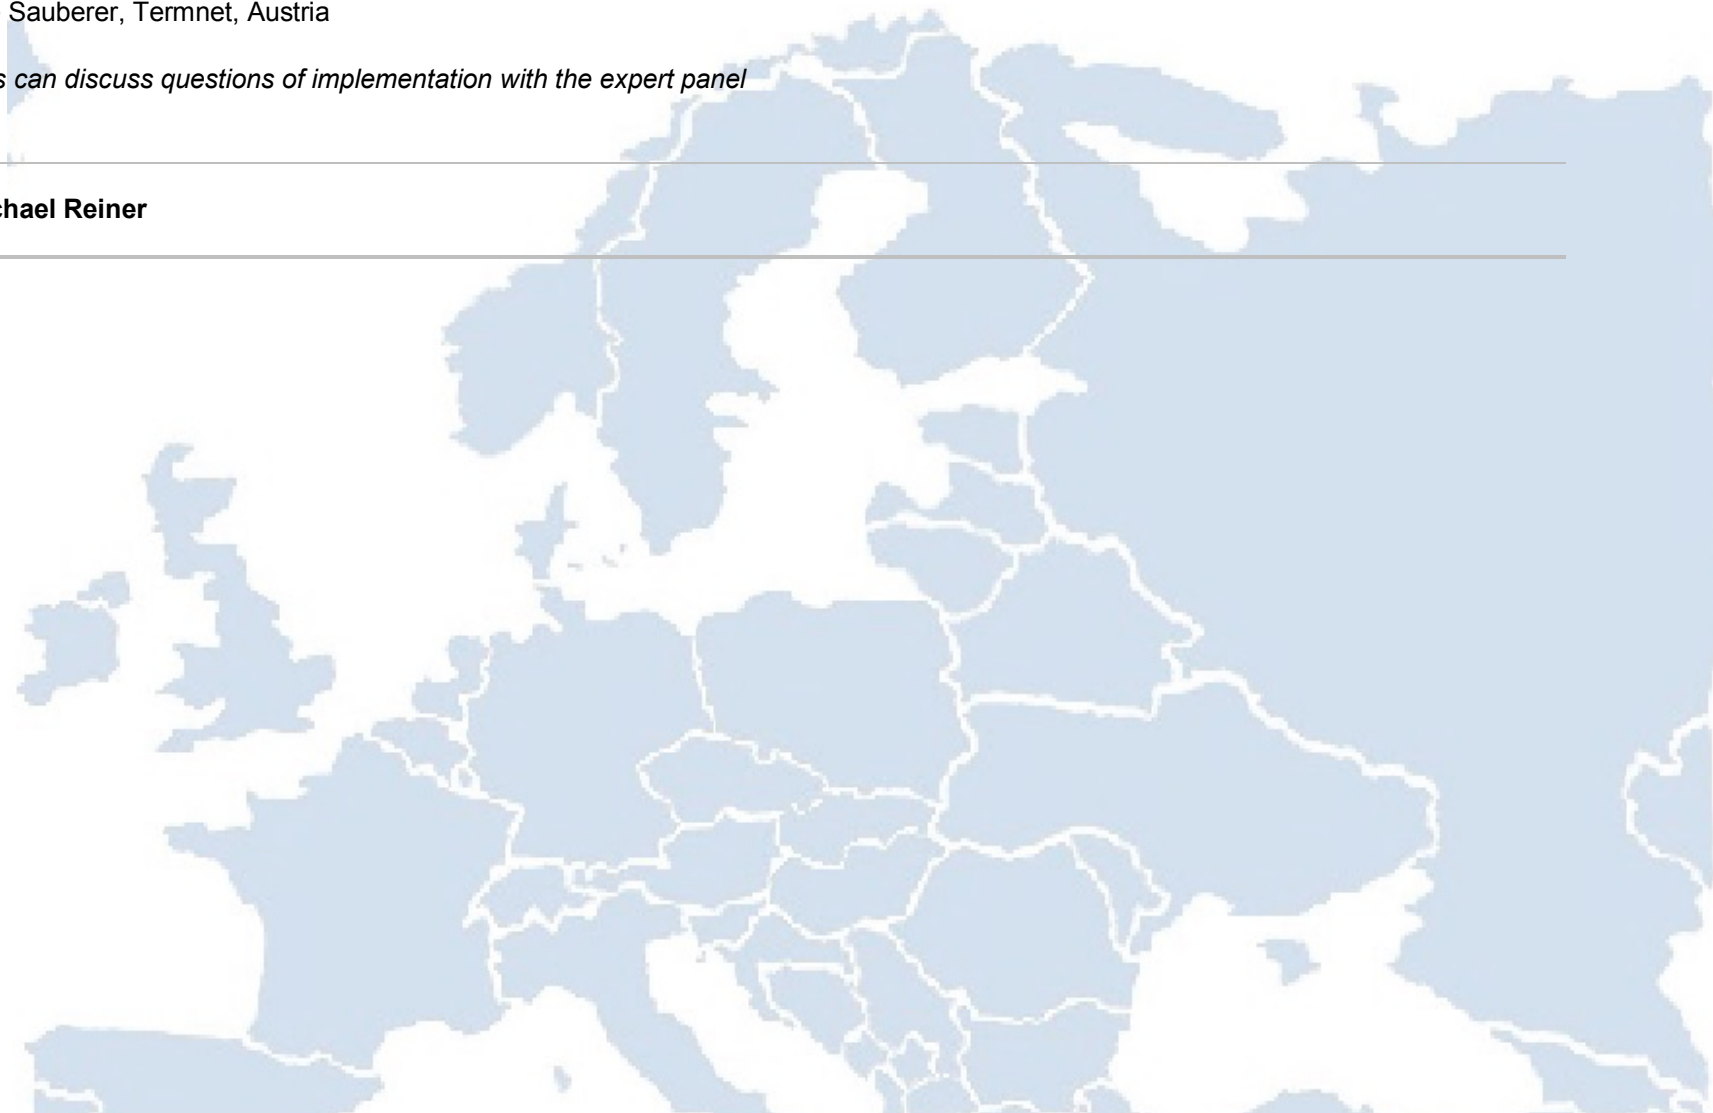 Sauberer, Termnet, Austria
s can discuss questions of implementation with the expert panel
chael Reiner